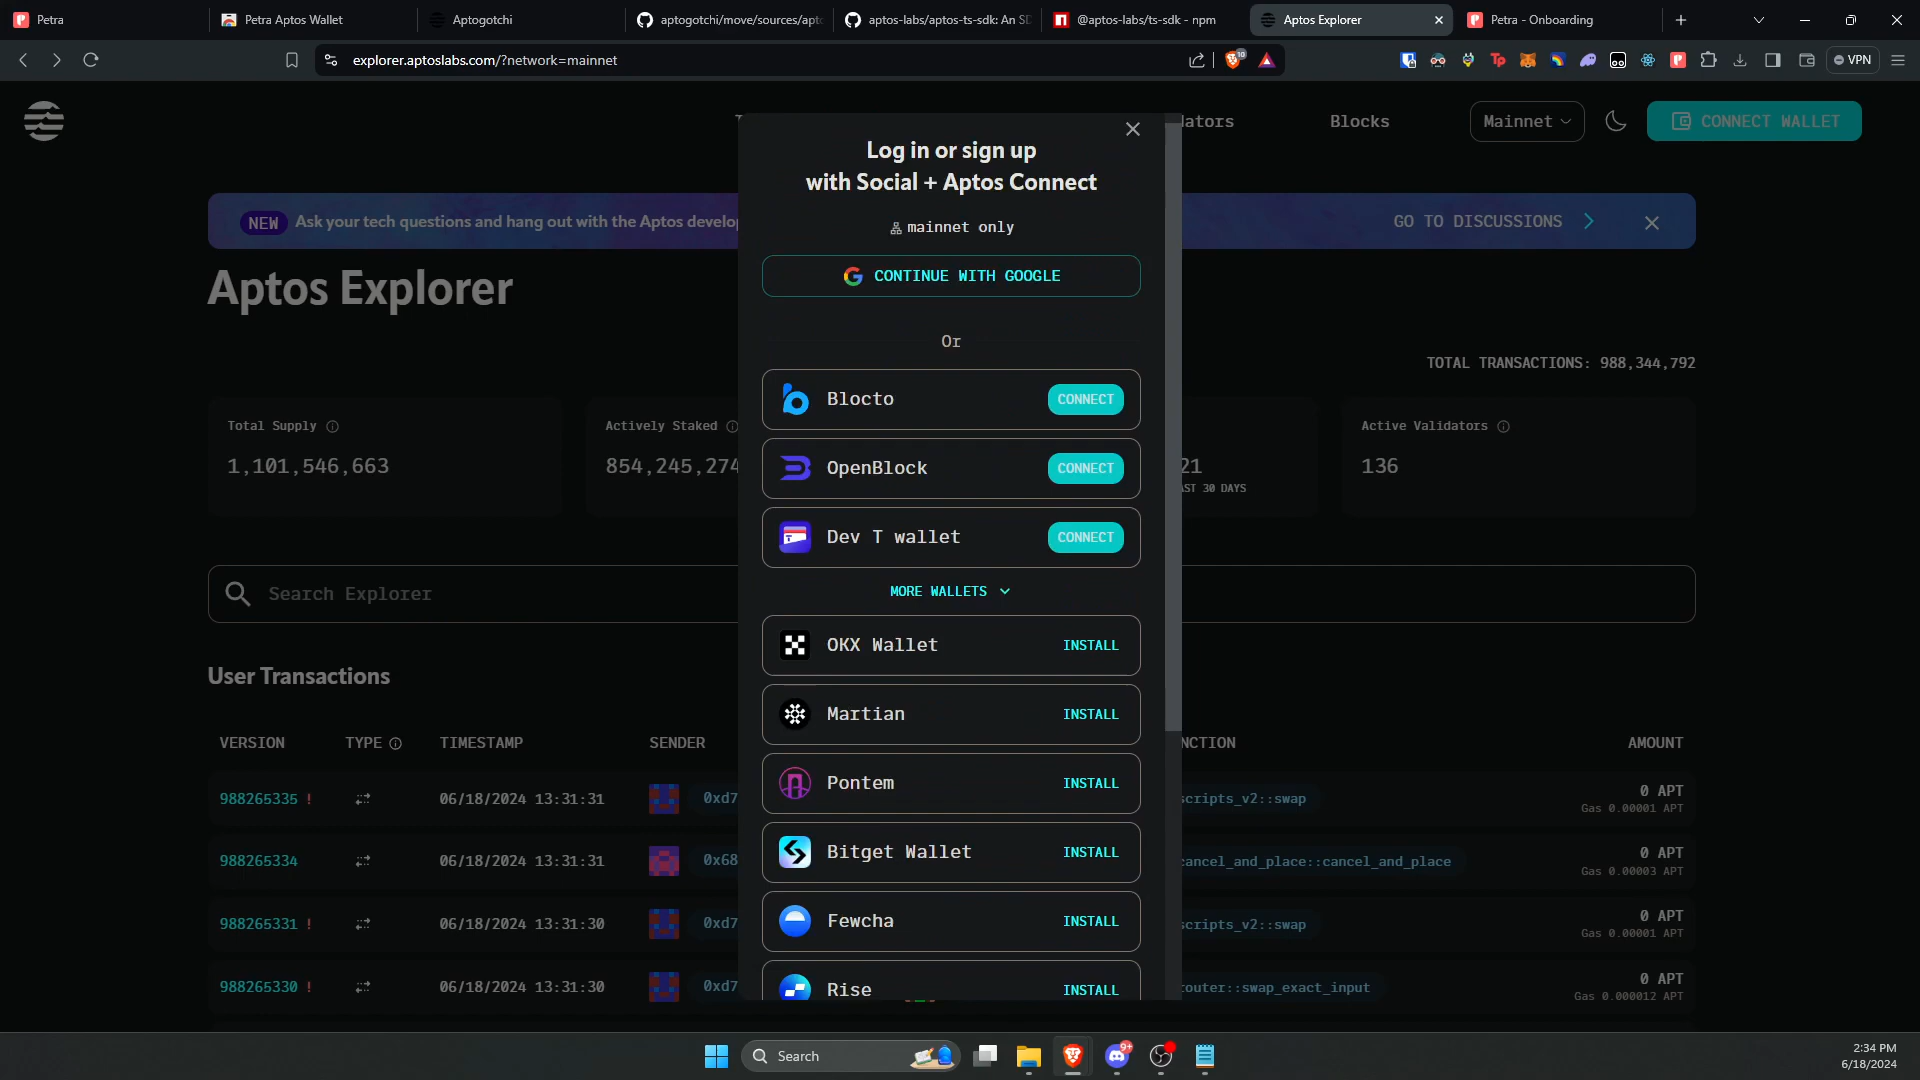 Petra
Petra Aptos Wallet
Aptogotchi
aptogotchi/move/sources/apto
aptos-labs/aptos-ts-sdk: An SD
@aptos-labs/ts-sdk - npm
Aptos Explorer
Petra - Onboarding
explorer.aptoslabs.com/?network=mainnet
10
Tp
VPN
Blocks
Mainnet
CONNECT WALLET
Log in or sign up
with Social + Aptos Connect
mainnet only
CONTINUE WITH GOOGLE
Or
Blocto
CONNECT
OpenBlock
CONNECT
Dev T wallet
CONNECT
MORE WALLETS
OKX Wallet
INSTALL
Martian
INSTALL
Pontem
INSTALL
Bitget Wallet
INSTALL
Fewcha
INSTALL
Rise
INSTALL
NEW
Ask your tech questions and hang out with the Aptos develop
GO TO DISCUSSIONS
Aptos Explorer
TOTAL TRANSACTIONS: 988,344,792
Total Supply
1,101,546,663
Actively Staked
854,245,274
21
AST 30 DAYS
Active Validators
136
Search Explorer
User Transactions
VERSION
TYPE
TIMESTAMP
SENDER
NCTION
AMOUNT
988265335 !
06/18/2024 13:31:31
0xd7
scripts_v2::swap
0 APT
Gas 0.00001 APT
988265334
06/18/2024 13:31:31
0x68
cancel_and_place::cancel_and_place
0 APT
Gas 0.00003 APT
988265331 !
06/18/2024 13:31:30
0xd7
scripts_v2::swap
0 APT
Gas 0.00001 APT
988265330 !
06/18/2024 13:31:30
0xd7
router::swap_exact_input
0 APT
Gas 0.000012 APT
Search
9+
2:34 PM
6/18/2024